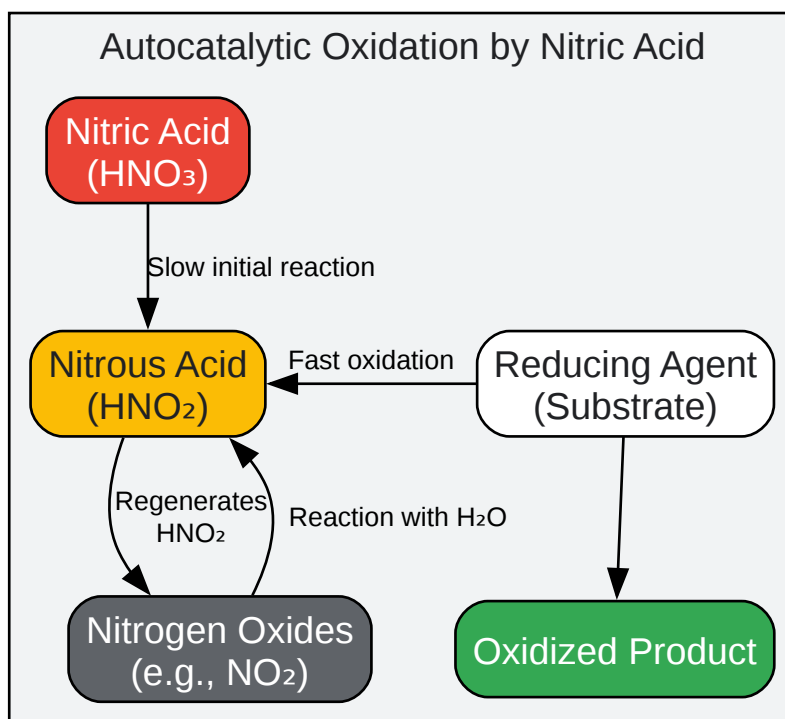 Autocatalytic Oxidation by Nitric Acid
Nitric Acid
(HNO₃)
Slow initial reaction
Nitrous Acid
(HNO₂)
Fast oxidation
Reducing Agent
(Substrate)
Regenerates
HNO₂
Reaction with H₂O
Nitrogen Oxides
(e.g., NO₂)
Oxidized Product